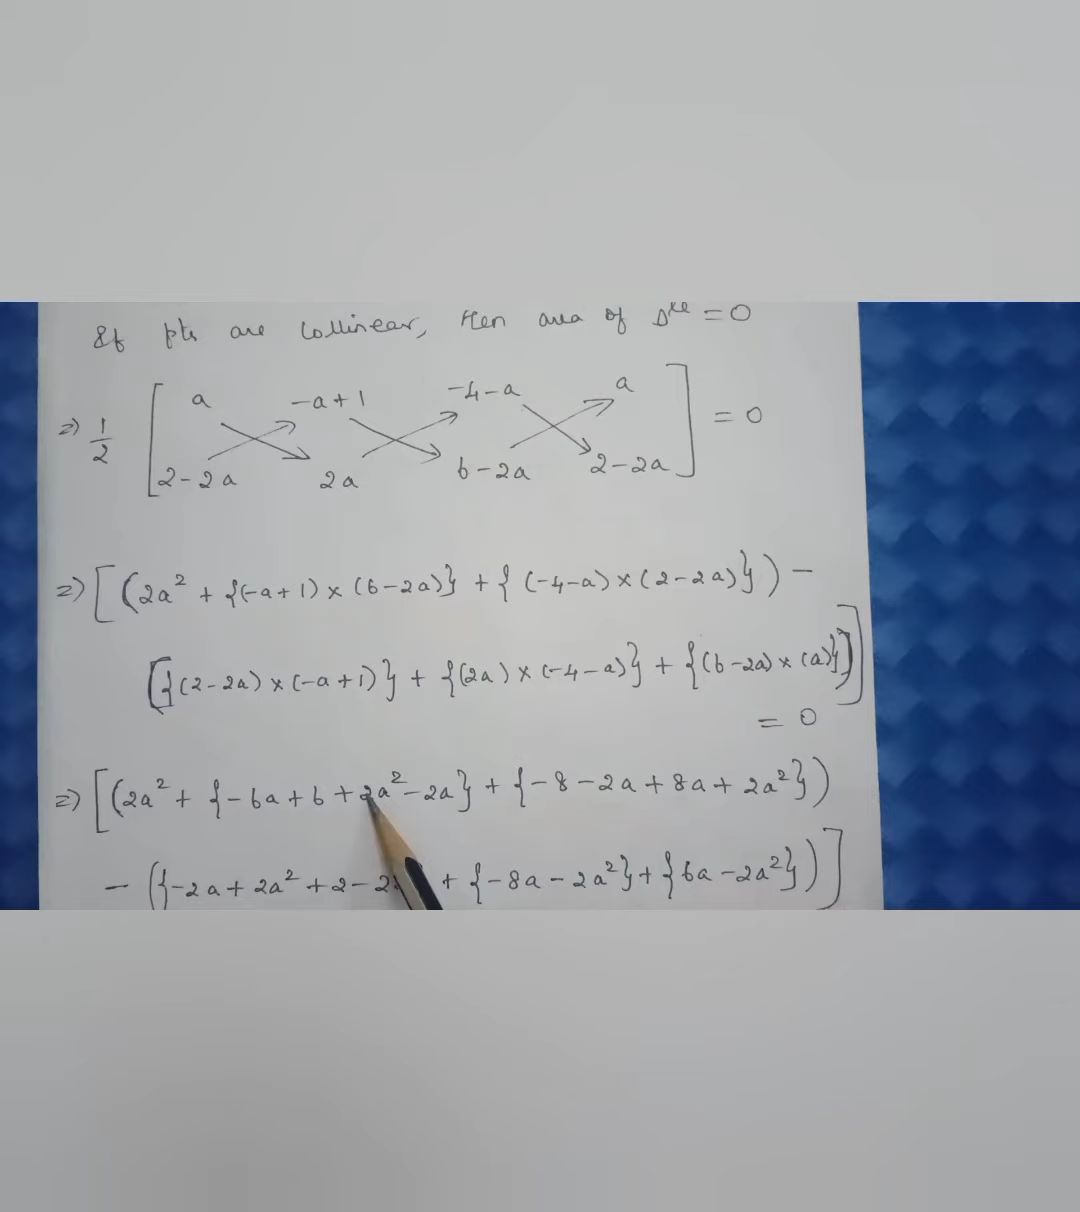 If pts are collinear, then area of Δle = 0
⇒ 1/2 [ a -a+1 -4-a a
2-2a 2a 6-2a 2-2a ] = 0
⇒ [(2a² + {(-a+1) × (6-2a)} + {(-4-a) × (2-2a)}) -
({(2-2a) × (-a+1)} + {(2a) × (-4-a)} + {(6-2a) × (a)})]
= 0
⇒ [(2a² + {-6a+6+2a²-2a} + {-8-2a+8a+2a²})
- ({-2a+2a²+2-2 + {-8a-2a²} + {6a-2a²})]